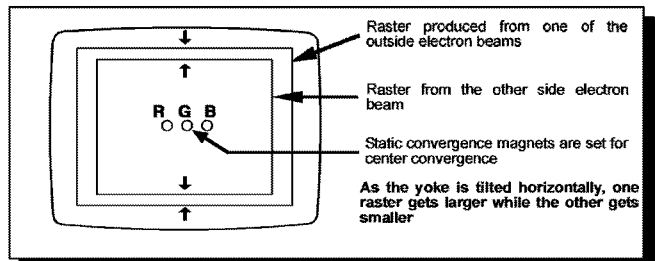 Raster produced from one of the
outside electron beams
Raster from the other side electron
beam
R G B
Static convergence magnets are set for
center convergence
As the yoke is tilted horizontally, one
raster gets larger while the other gets
smaller